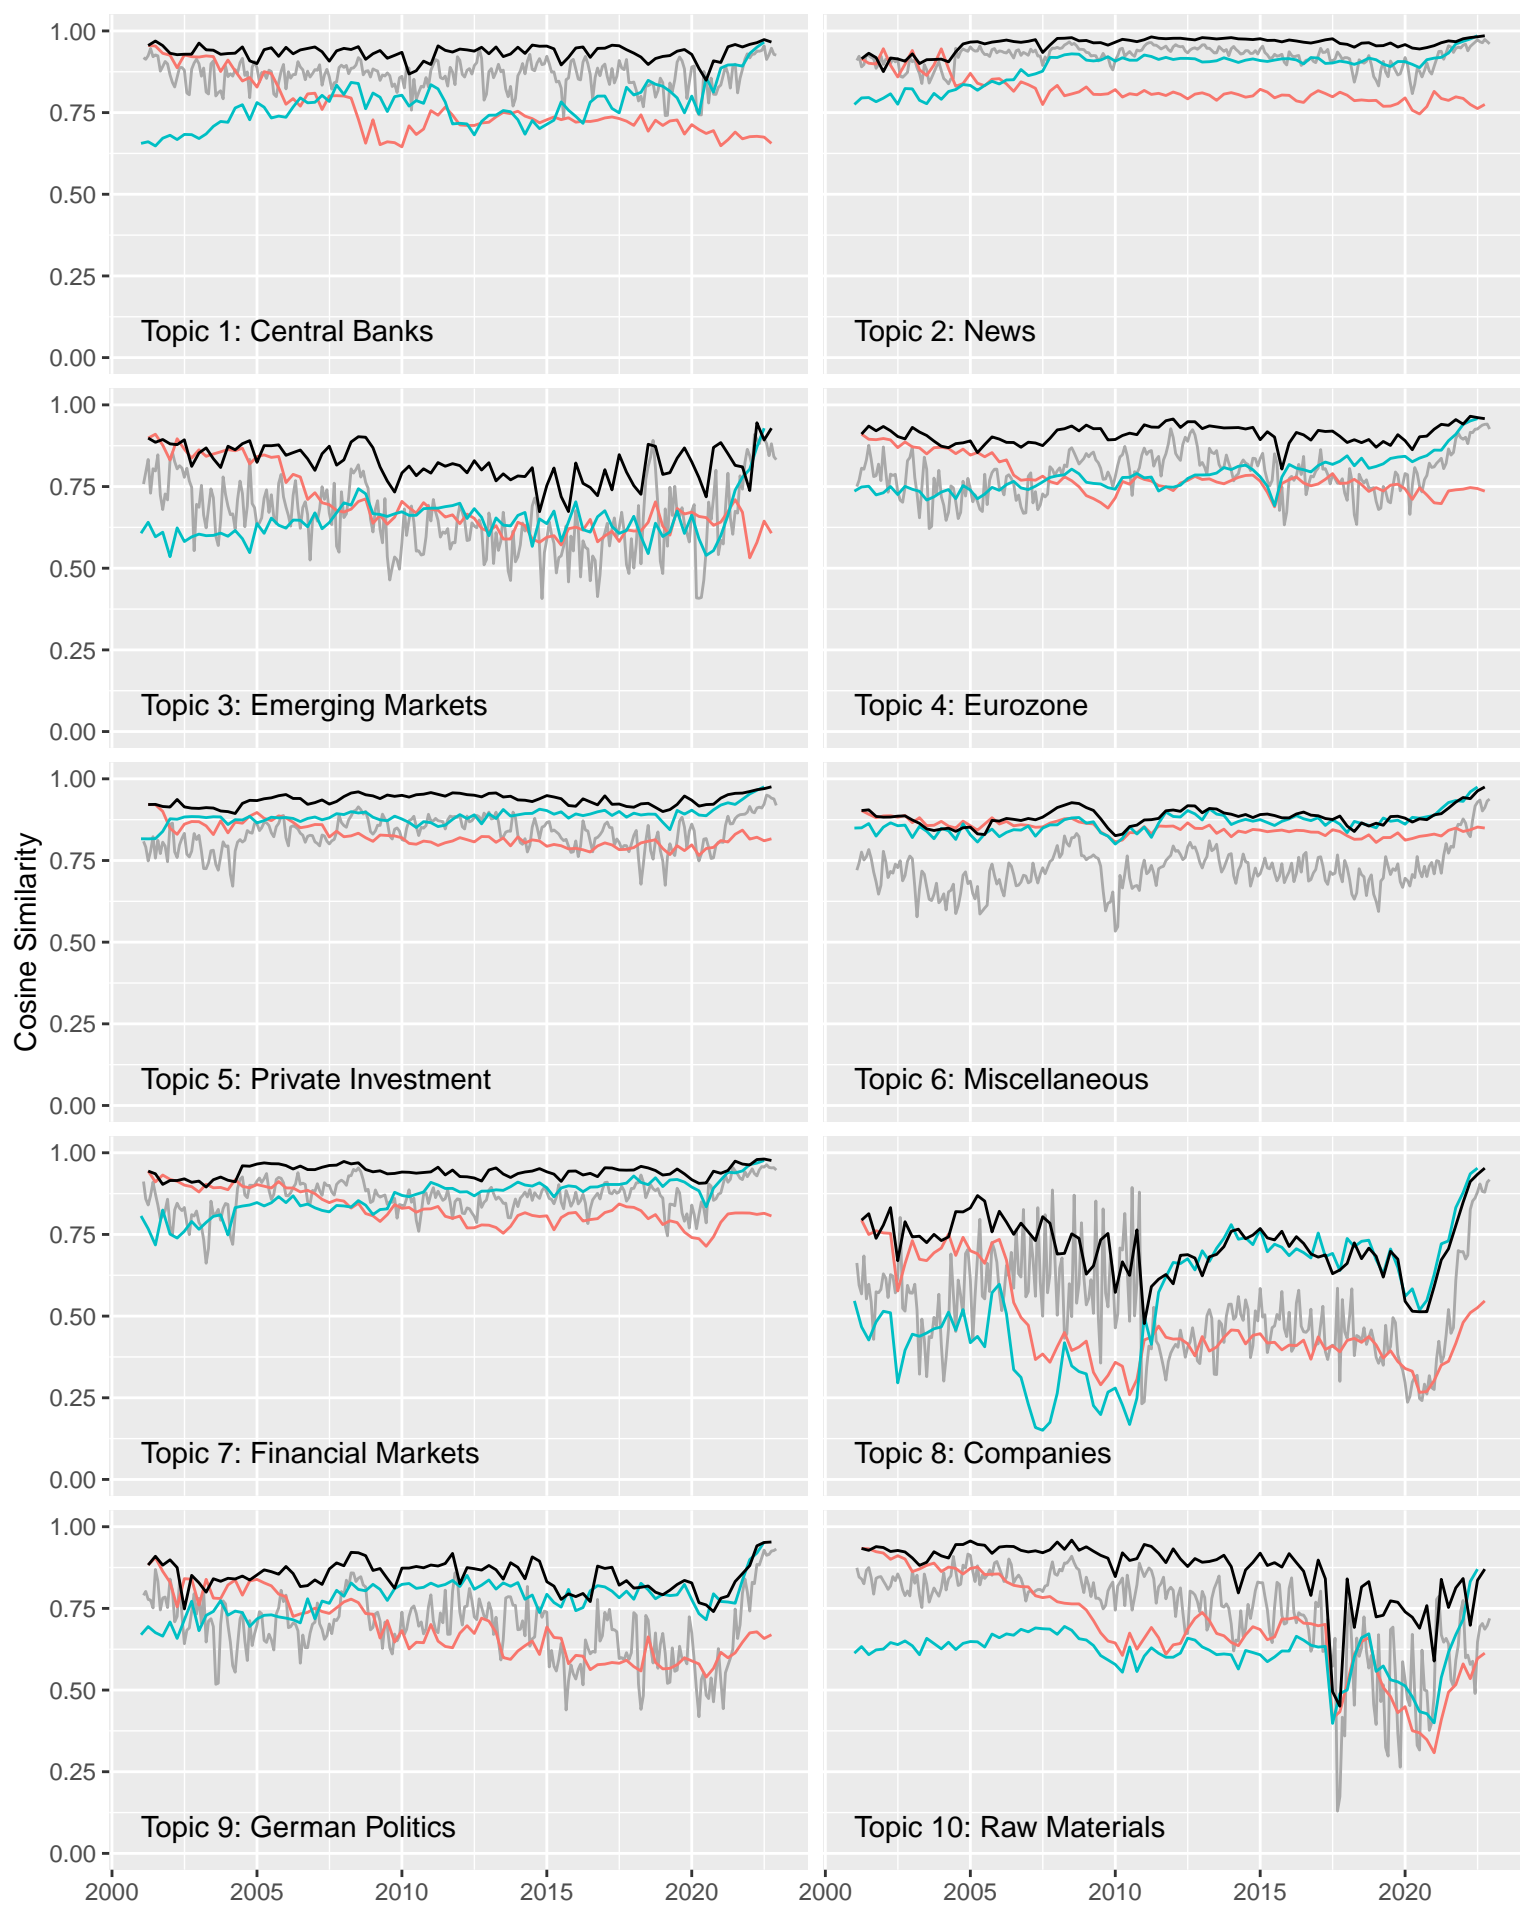 1.00
0.75
0.50
0.25
0.00
Topic 1: Central Banks
Topic 2: News
1.00
0.75
0.50
0.25
0.00
Topic 3: Emerging Markets
Topic 4: Eurozone
Cosine Similarity
1.00
0.75
0.50
0.25
0.00
Topic 5: Private Investment
Topic 6: Miscellaneous
1.00
0.75
0.50
0.25
0.00
Topic 7: Financial Markets
Topic 8: Companies
1.00
0.75
0.50
0.25
0.00
Topic 9: German Politics
Topic 10: Raw Materials
2000 2005 2010 2015 2020 2000 2005 2010 2015 2020